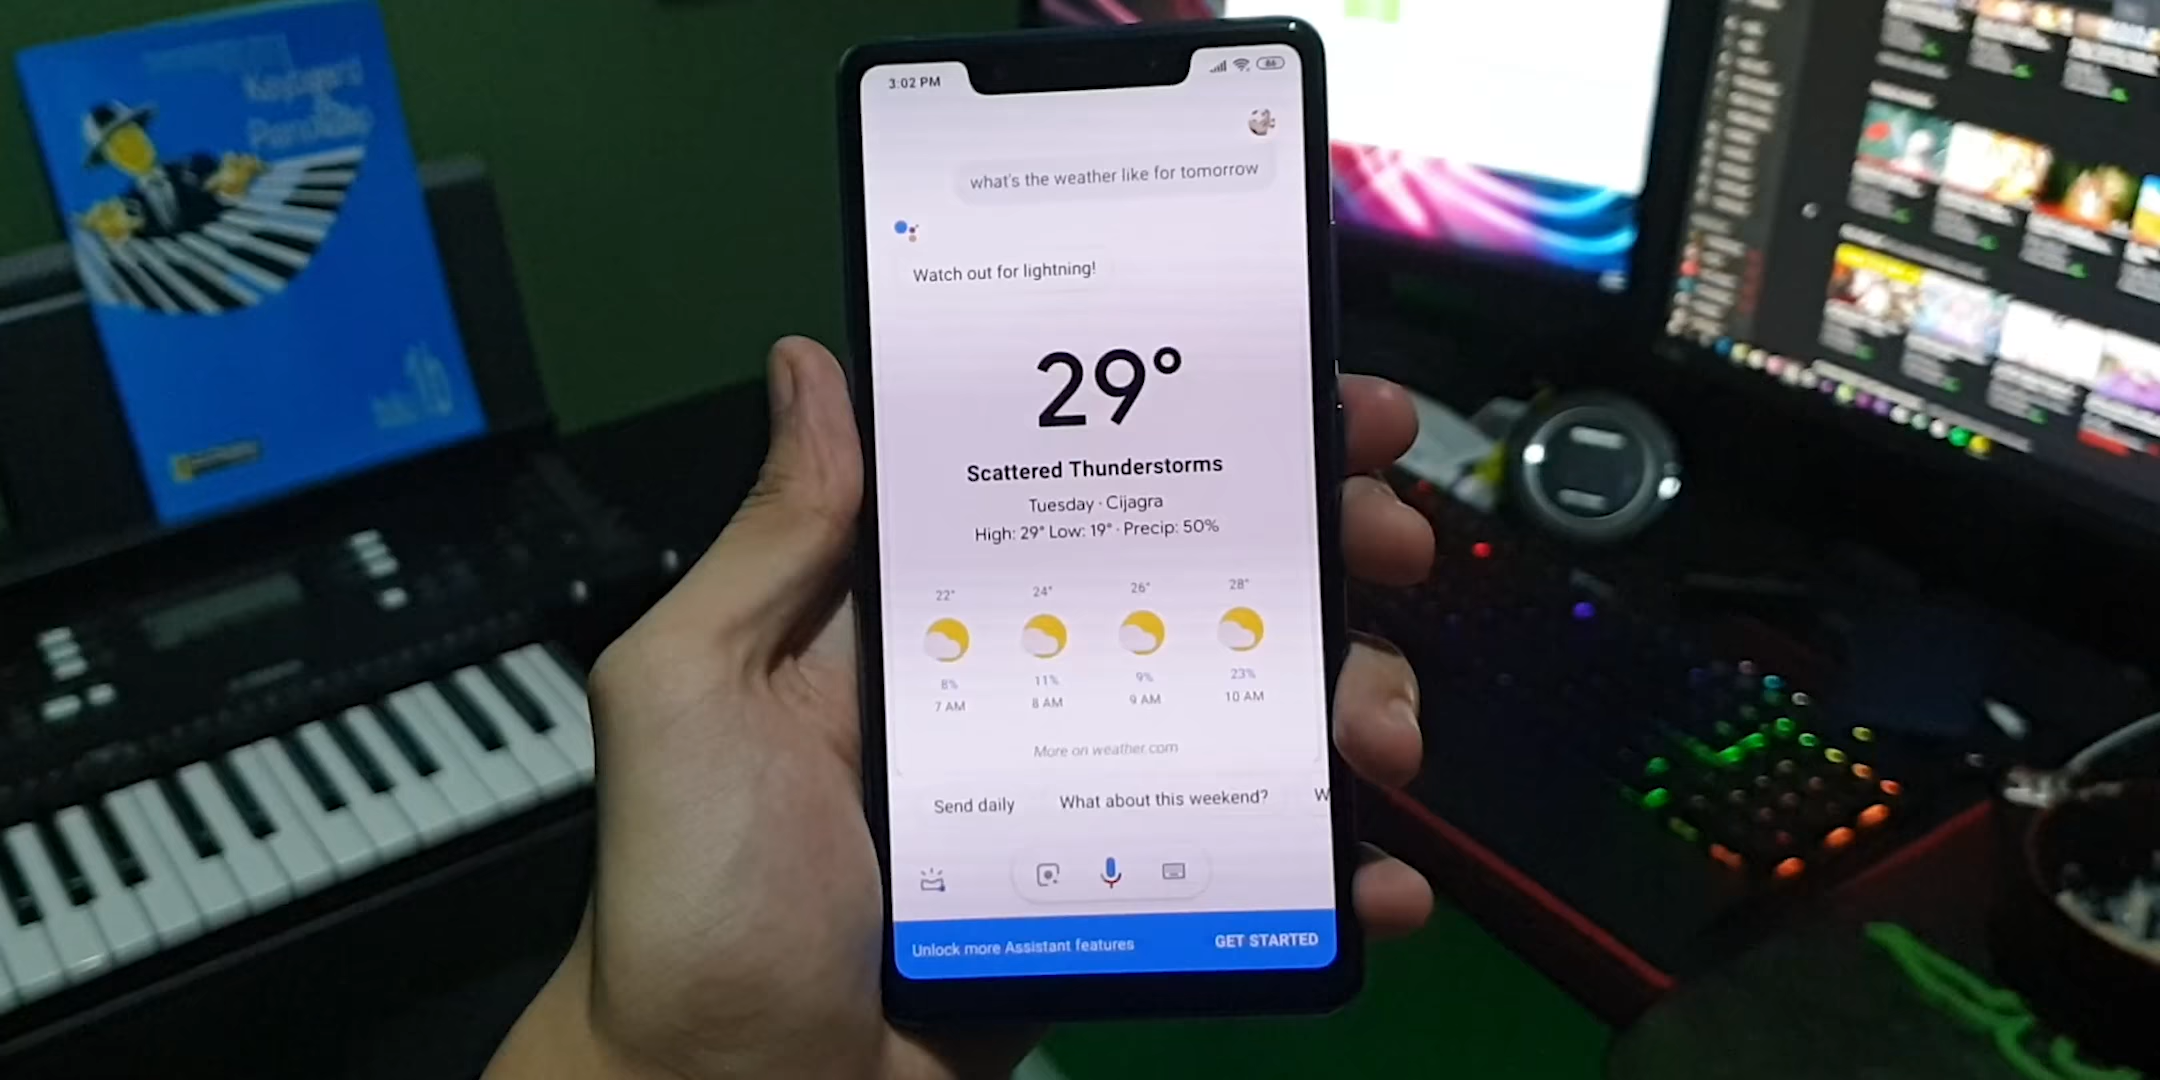 Keyboard
3:02 PM
86
what's the weather like for tomorrow
Watch out for lightning!
29°
Scattered Thunderstorms
Tuesday · Cijagra
High: 29° Low: 19° · Precip: 50%
22° 24° 26° 28°
8% 11% 9% 23%
7 AM 8 AM 9 AM 10 AM
More on weather.com
Send daily What about this weekend? W
Unlock more Assistant features GET STARTED